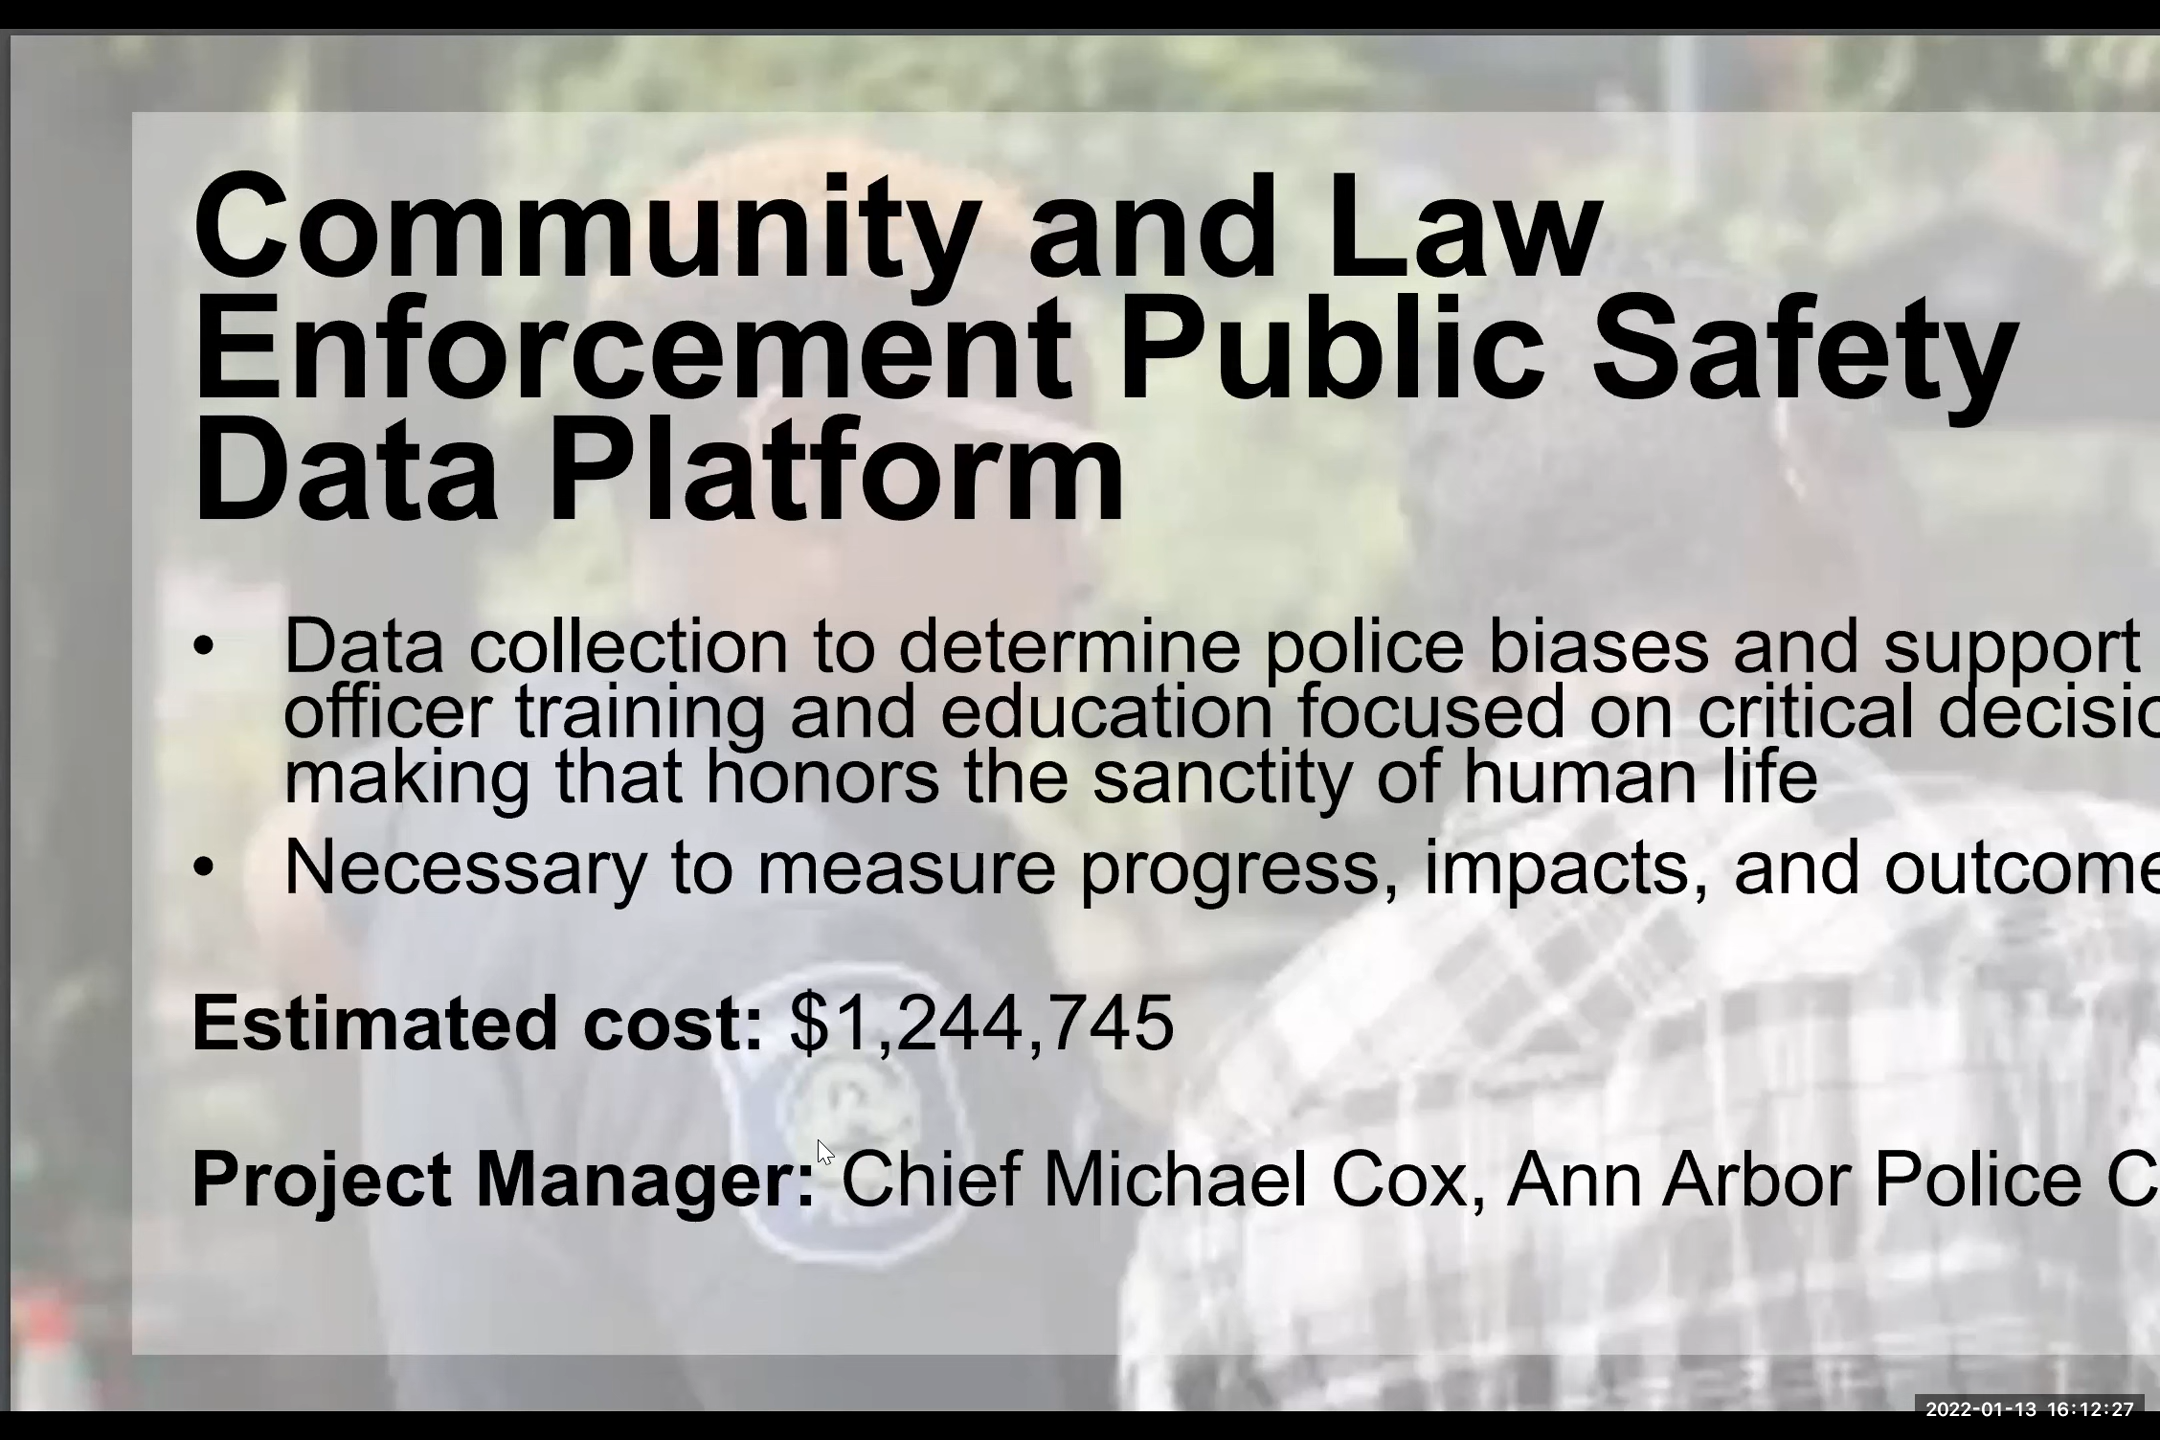 Community and Law
Enforcement Public Safety
Data Platform
• Data collection to determine police biases and support
officer training and education focused on critical decisio
making that honors the sanctity of human life
• Necessary to measure progress, impacts, and outcome
Estimated cost: $1,244,745
Project Manager: Chief Michael Cox, Ann Arbor Police C
2022-01-13 16:12:27